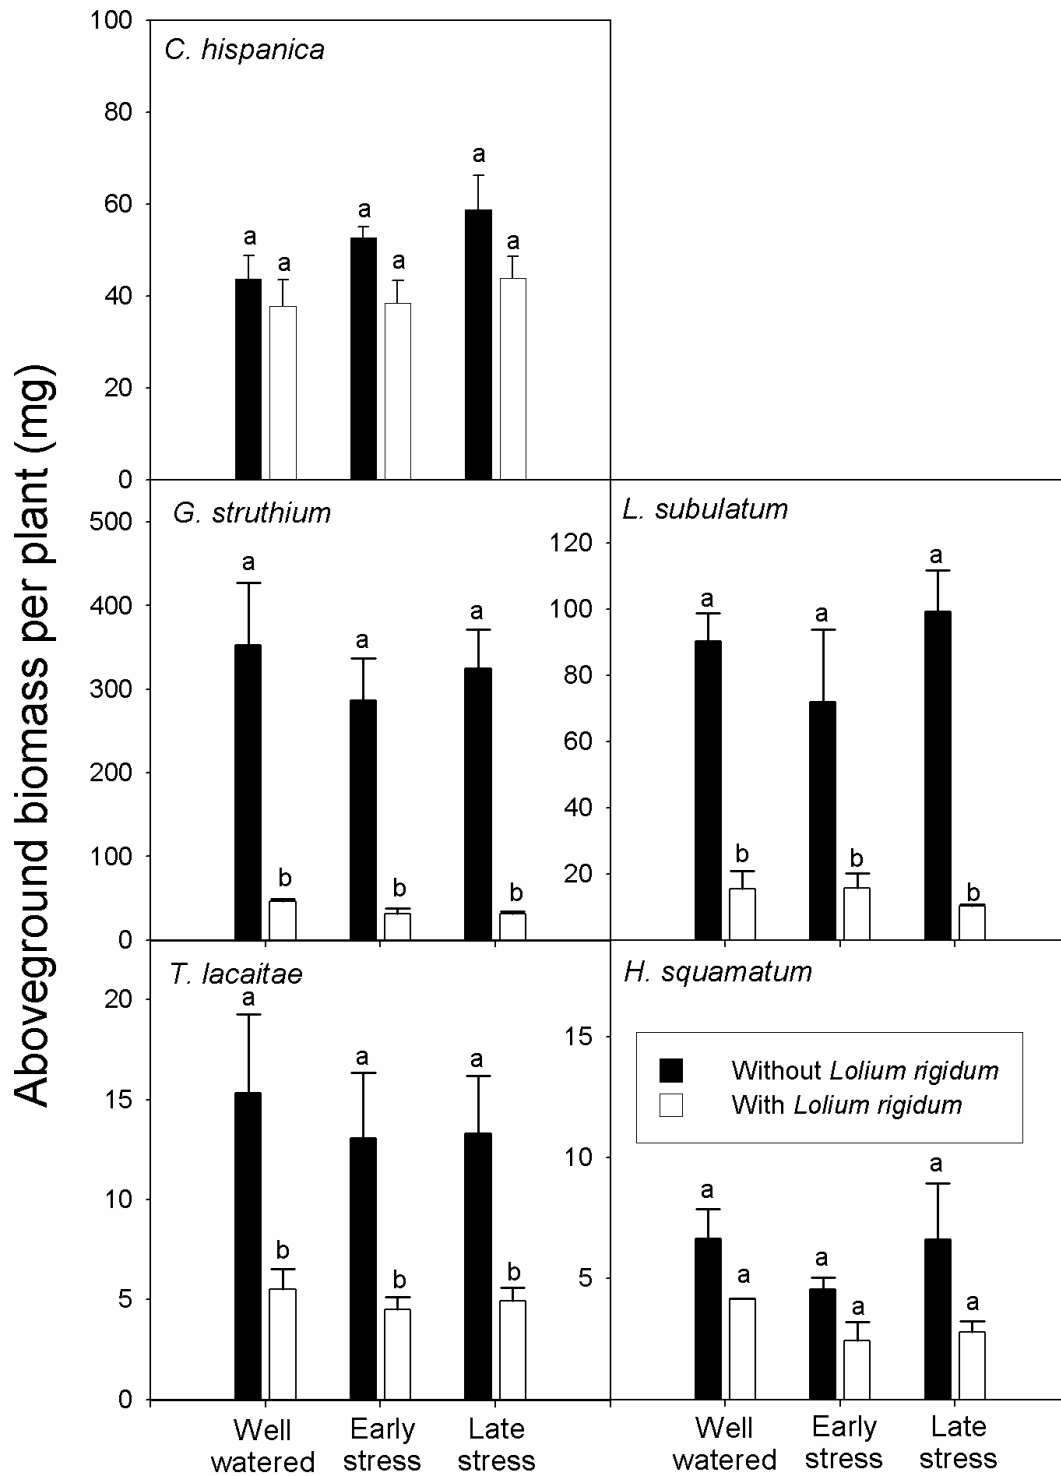 Aboveground biomass per plant (mg)
C. hispanica
100
80
60
40
20
0
a
a
a
a
a
a
G. struthium
500
400
300
200
100
0
a
b
a
b
a
b
L. subulatum
120
100
80
60
40
20
a
b
a
b
a
b
T. lacaitae
20
15
10
5
0
a
b
a
b
a
b
H. squamatum
15
10
5
Without Lolium rigidum
With Lolium rigidum
a
a
a
a
a
a
Well
watered
Early
stress
Late
stress
Well
watered
Early
stress
Late
stress